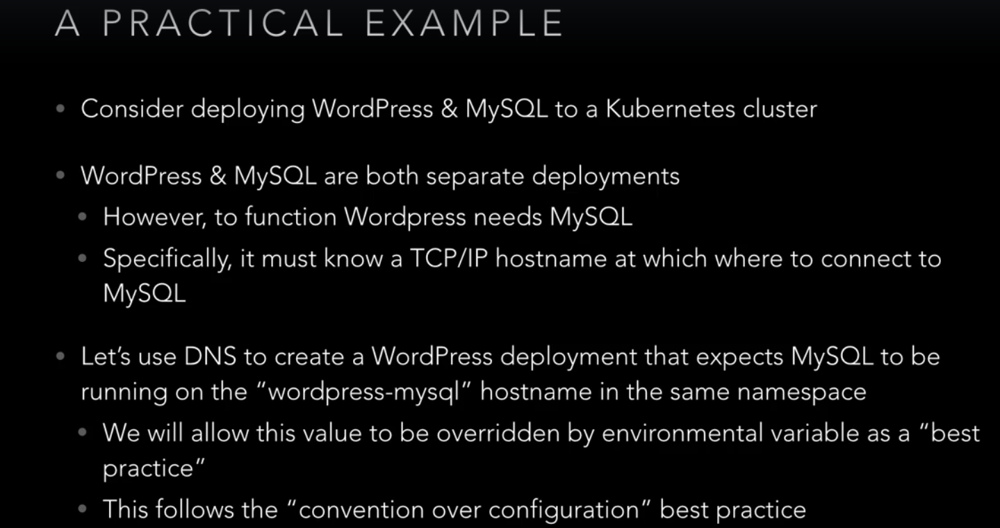 A PRACTICAL EXAMPLE
• Consider deploying WordPress & MySQL to a Kubernetes cluster
• WordPress & MySQL are both separate deployments
• However, to function Wordpress needs MySQL
• Specifically, it must know a TCP/IP hostname at which where to connect to
MySQL
• Let’s use DNS to create a WordPress deployment that expects MySQL to be
running on the “wordpress-mysql” hostname in the same namespace
• We will allow this value to be overridden by environmental variable as a “best
practice”
• This follows the “convention over configuration” best practice